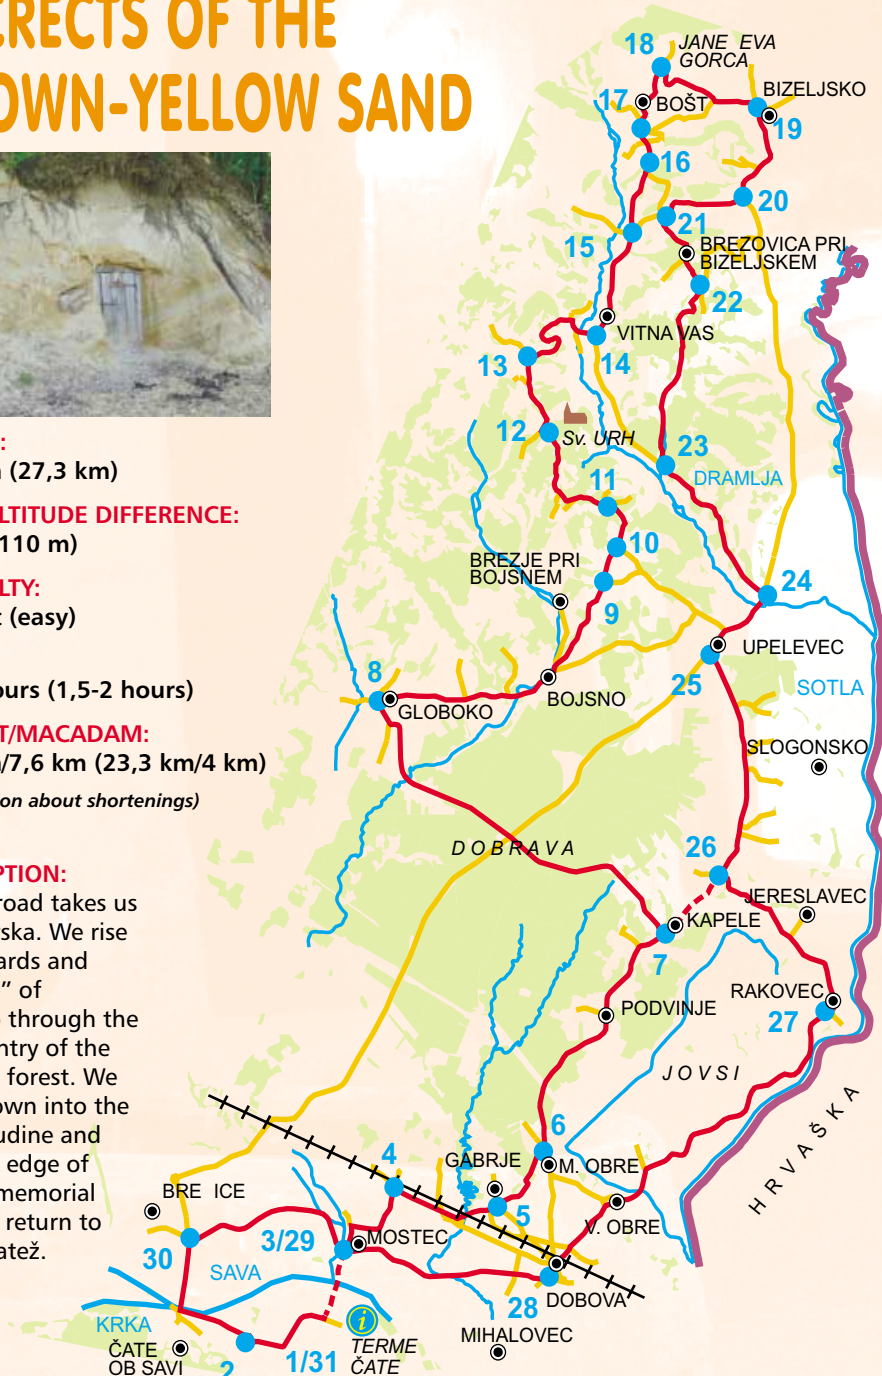 CRECTS OF THE
OWN-YELLOW SAND
:
(27,3 km)
LTITUDE DIFFERENCE:
110 m)
LTY:
(easy)
ours (1,5-2 hours)
T/MACADAM:
/7,6 km (23,3 km/4 km)
on about shortenings)
PTION:
road takes us
rska. We rise
ards and
” of
through the
ntry of the
forest. We
own into the
udine and
edge of
memorial
return to
atež.
18
JANE EVA
GORCA
17
BOŠT
BIZELJSKO
19
16
20
21
15
BREZOVICA PRI
BIZELJSKEM
22
VITNA VAS
13
14
12
Sv. URH
23
DRAMLJA
11
10
BREZJE PRI
BOJSNEM
9
24
UPELEVEC
25
8
GLOBOKO
BOJSNO
SOTLA
SLOGONSKO
DOBRAVA
26
JERESLAVEC
KAPELE
7
RAKOVEC
27
PODVINJE
JOVSI
HRVAŠKA
6
4
GABRJE
M. OBRE
5
V. OBRE
BRE ICE
3/29
MOSTEC
30
SAVA
28
DOBOVA
KRKA
MIHALOVEC
ČATE
OB SAVI
2
1/31
i
TERME
ČATE